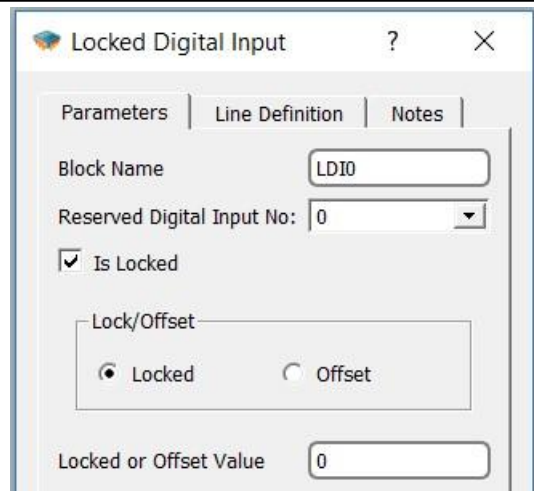 Locked Digital Input ? ×
Parameters Line Definition Notes
Block Name LDI0
Reserved Digital Input No: 0
Is Locked
Lock/Offset
Locked Offset
Locked or Offset Value 0